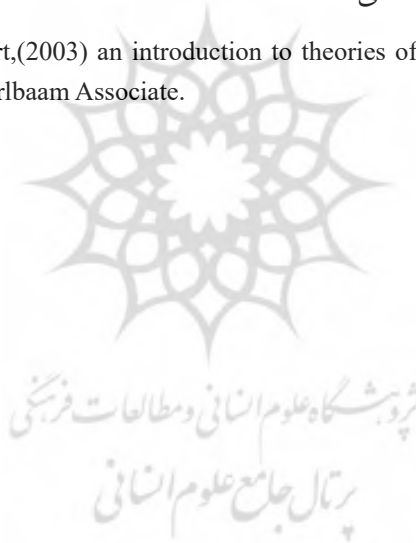 rt,(2003) an introduction to theories of
rlbaam Associate.
پژوهشگاه علوم انسانی و مطالعات فرهنگی
پرتال جامع علوم انسانی